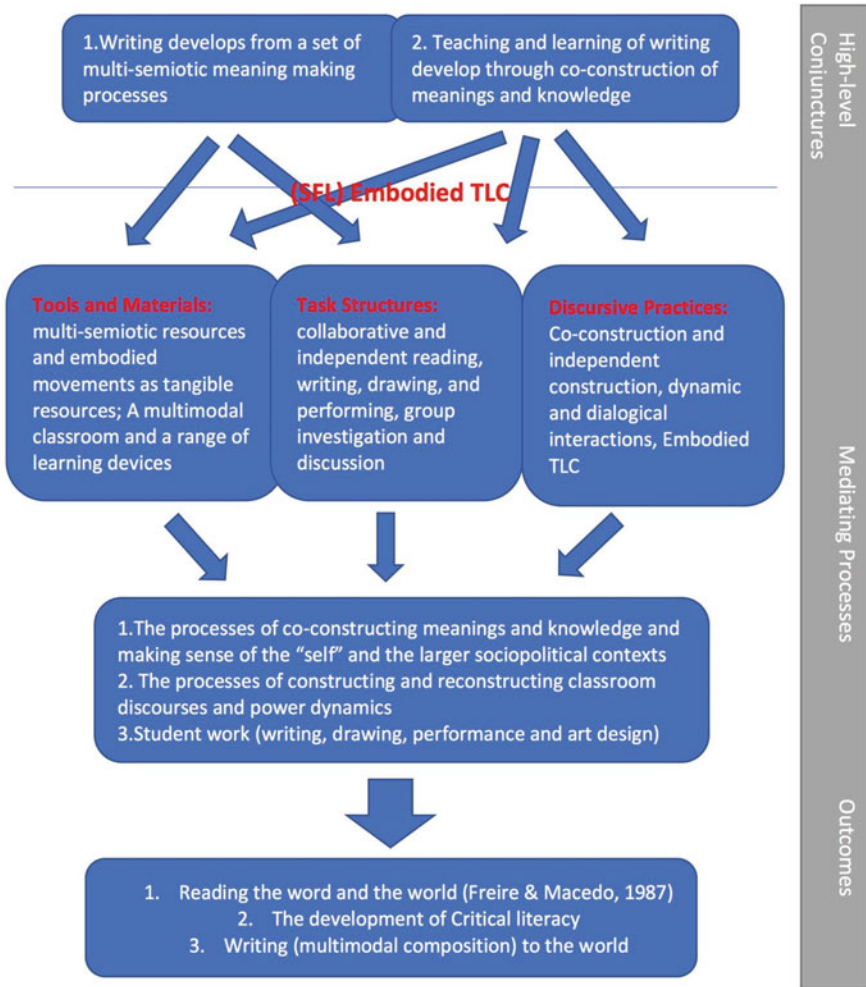 1.Writing develops from a set of
multi-semiotic meaning making
processes
2. Teaching and learning of writing
develop through co-construction of
meanings and knowledge
High-level
Conjunctures
(SFL) Embodied TLC
Tools and Materials:
multi-semiotic resources
and embodied
movements as tangible
resources; A multimodal
classroom and a range of
learning devices
Task Structures:
collaborative and
independent reading,
writing, drawing, and
performing, group
investigation and
discussion
Discursive Practices:
Co-construction and
independent
construction, dynamic
and dialogical
interactions, Embodied
TLC
Mediating Processes
1.The processes of co-constructing meanings and knowledge and
making sense of the “self” and the larger sociopolitical contexts
2. The processes of constructing and reconstructing classroom
discourses and power dynamics
3.Student work (writing, drawing, performance and art design)
Outcomes
1. Reading the word and the world (Freire & Macedo, 1987)
2. The development of Critical literacy
3. Writing (multimodal composition) to the world